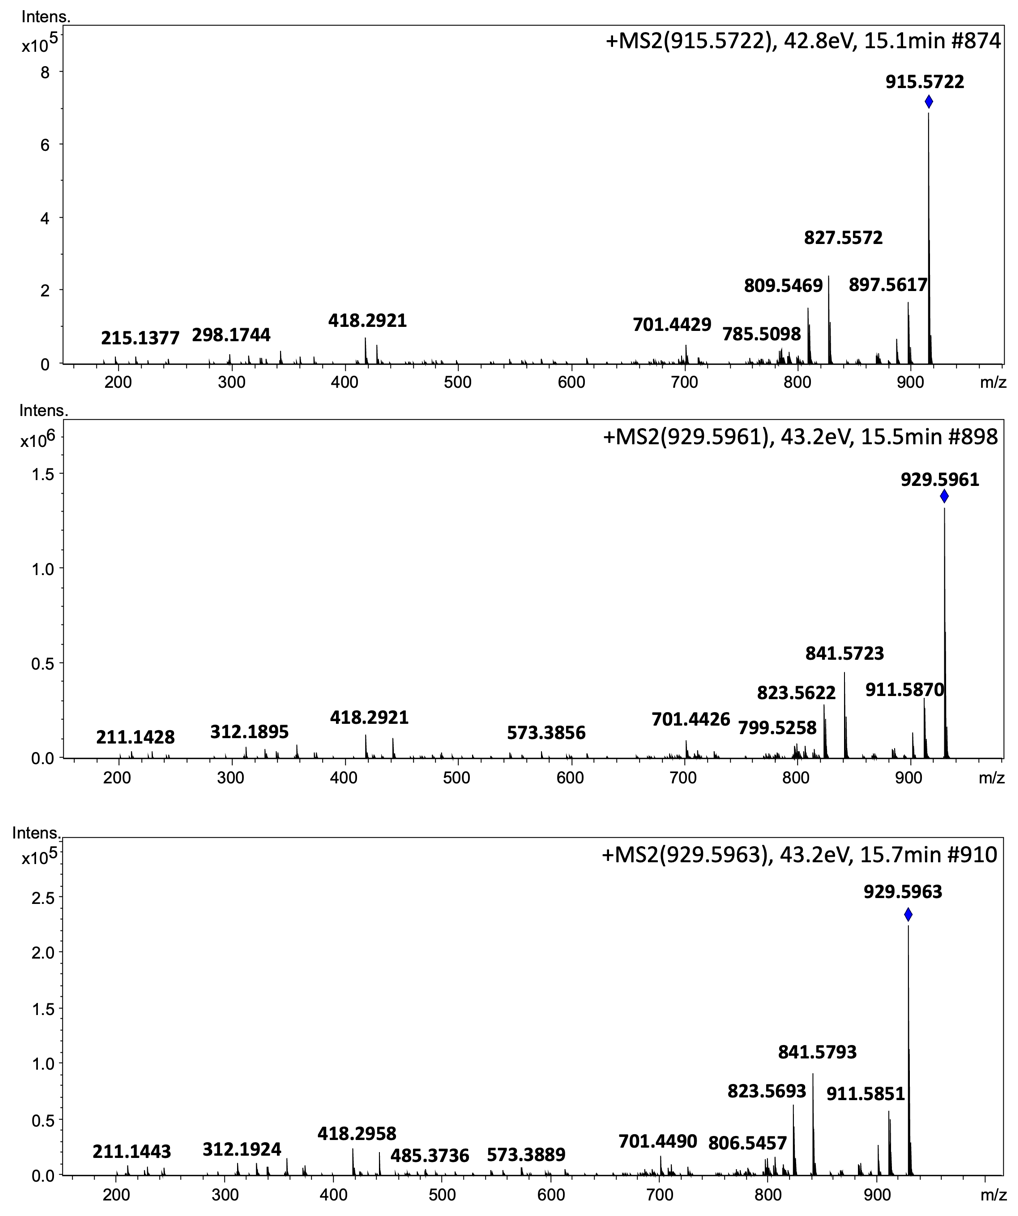 Intens.
x10^5
+MS2(915.5722), 42.8eV, 15.1min #874
915.5722
8
6
4
827.5572
2
809.5469 897.5617
701.4429 785.5098
215.1377 298.1744 418.2921
0
200 300 400 500 600 700 800 900 m/z
Intens.
x10^6
+MS2(929.5961), 43.2eV, 15.5min #898
929.5961
1.5
1.0
841.5723
0.5
823.5622 911.5870
211.1428 312.1895 418.2921 573.3856 701.4426 799.5258
0.0
200 300 400 500 600 700 800 900 m/z
Intens.
x10^5
+MS2(929.5963), 43.2eV, 15.7min #910
929.5963
2.5
2.0
1.5
841.5793
1.0
823.5693 911.5851
0.5
418.2958
211.1443 312.1924 485.3736 573.3889 701.4490 806.5457
0.0
200 300 400 500 600 700 800 900 m/z